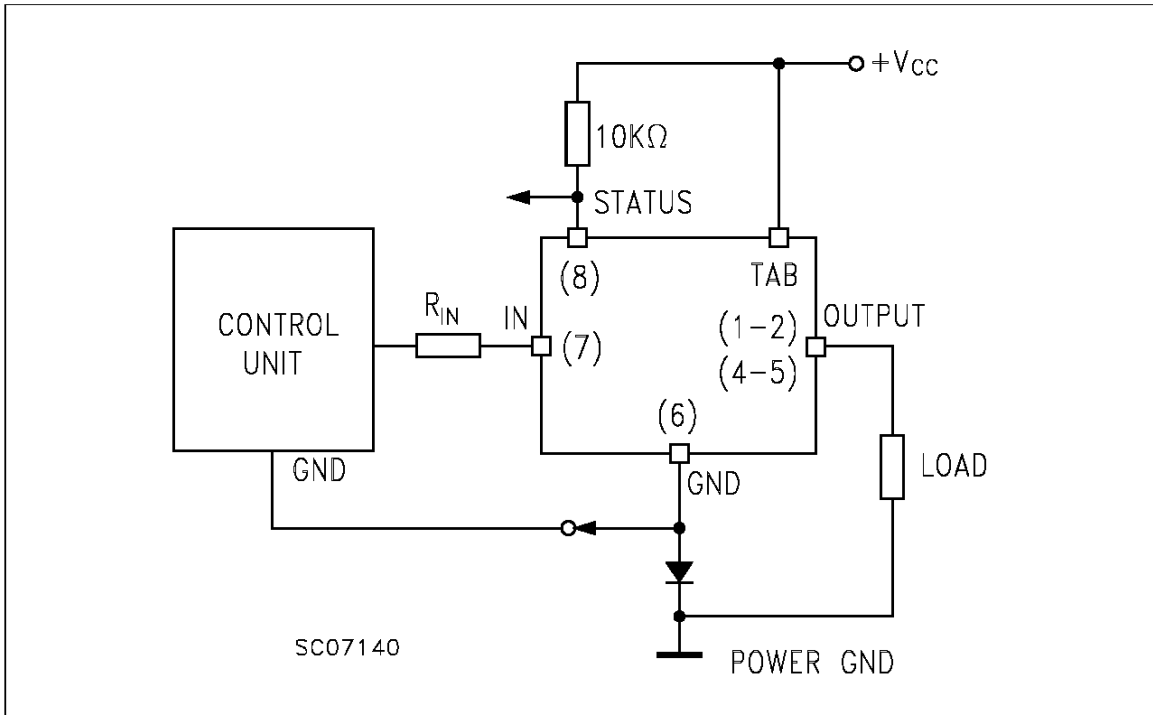 +VCC
10KΩ
STATUS
(8)
TAB
CONTROL
UNIT
RIN
IN
(7)
(1-2)
(4-5)
OUTPUT
(6)
GND
GND
LOAD
SC07140
POWER GND